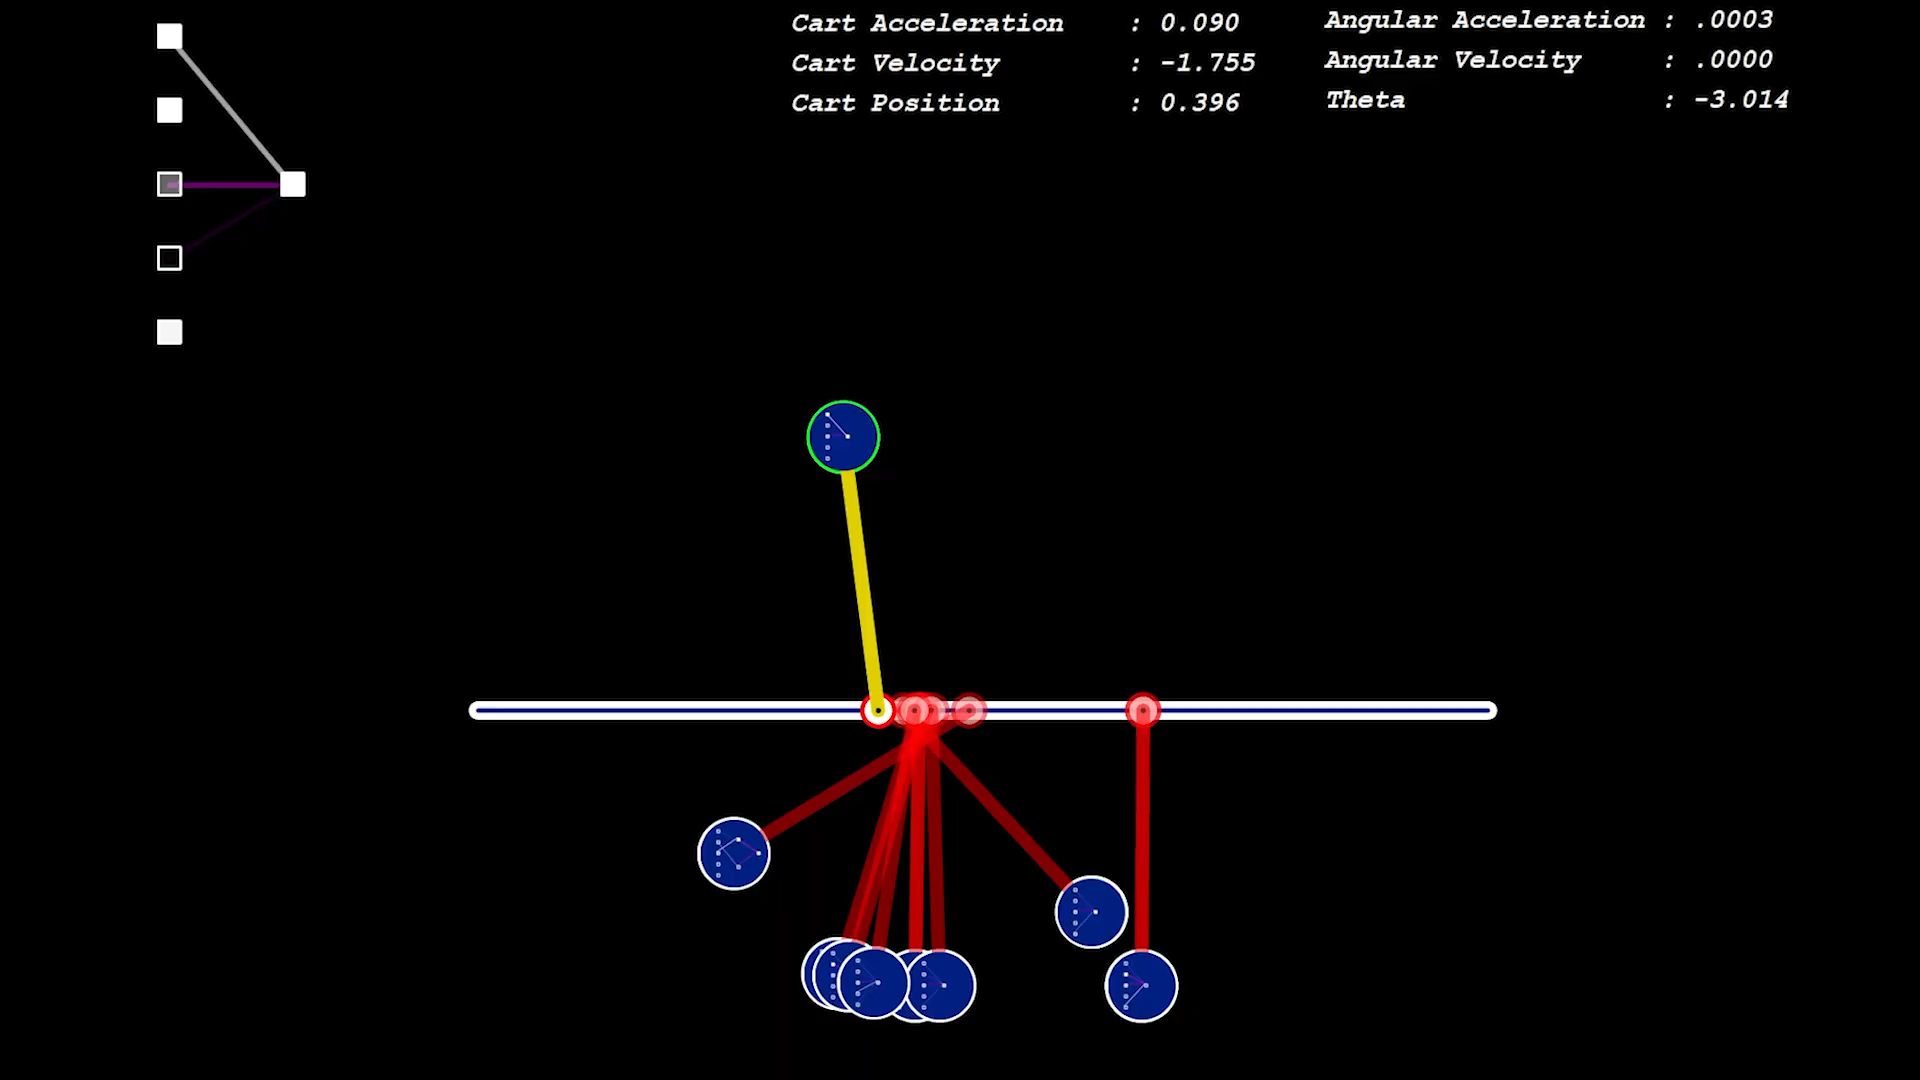 Cart Acceleration : 0.090
Cart Velocity : -1.755
Cart Position : 0.396
Angular Acceleration : .0003
Angular Velocity : .0000
Theta : -3.014